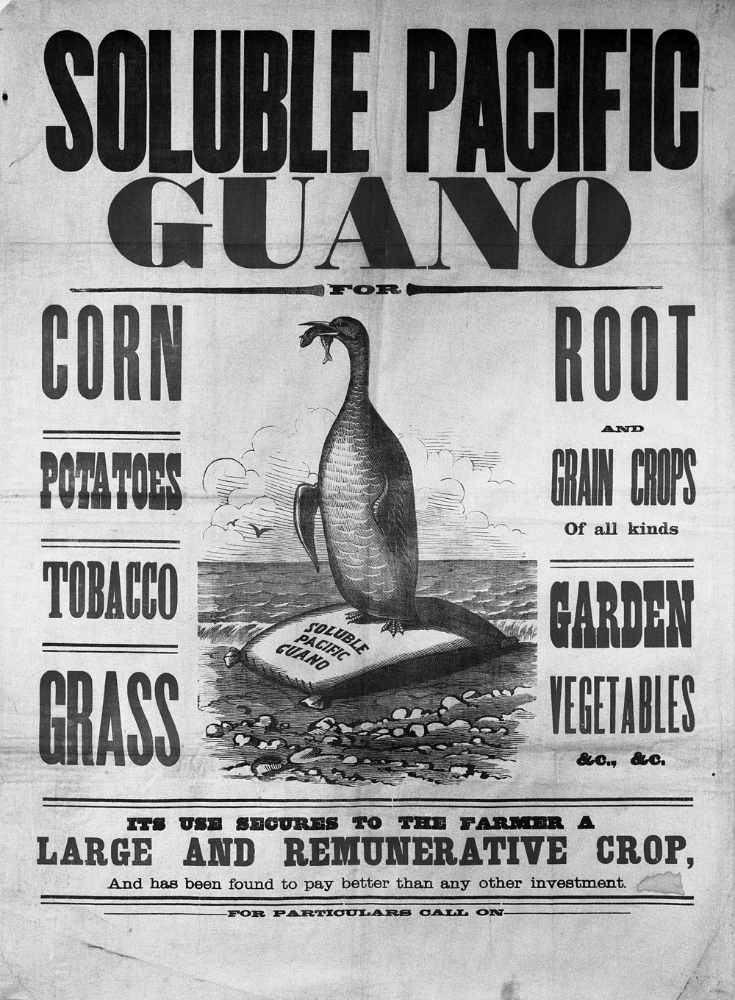 SOLUBLE PACIFIC
GUANO
FOR
CORN
POTATOES
TOBACCO
GRASS
ROOT
AND
GRAIN CROPS
Of all kinds
GARDEN
VEGETABLES
&c., &c.
SOLUBLE
PACIFIC
GUANO
ITS USE SECURES TO THE FARMER A
LARGE AND REMUNERATIVE CROP,
And has been found to pay better than any other investment.
FOR PARTICULARS CALL ON